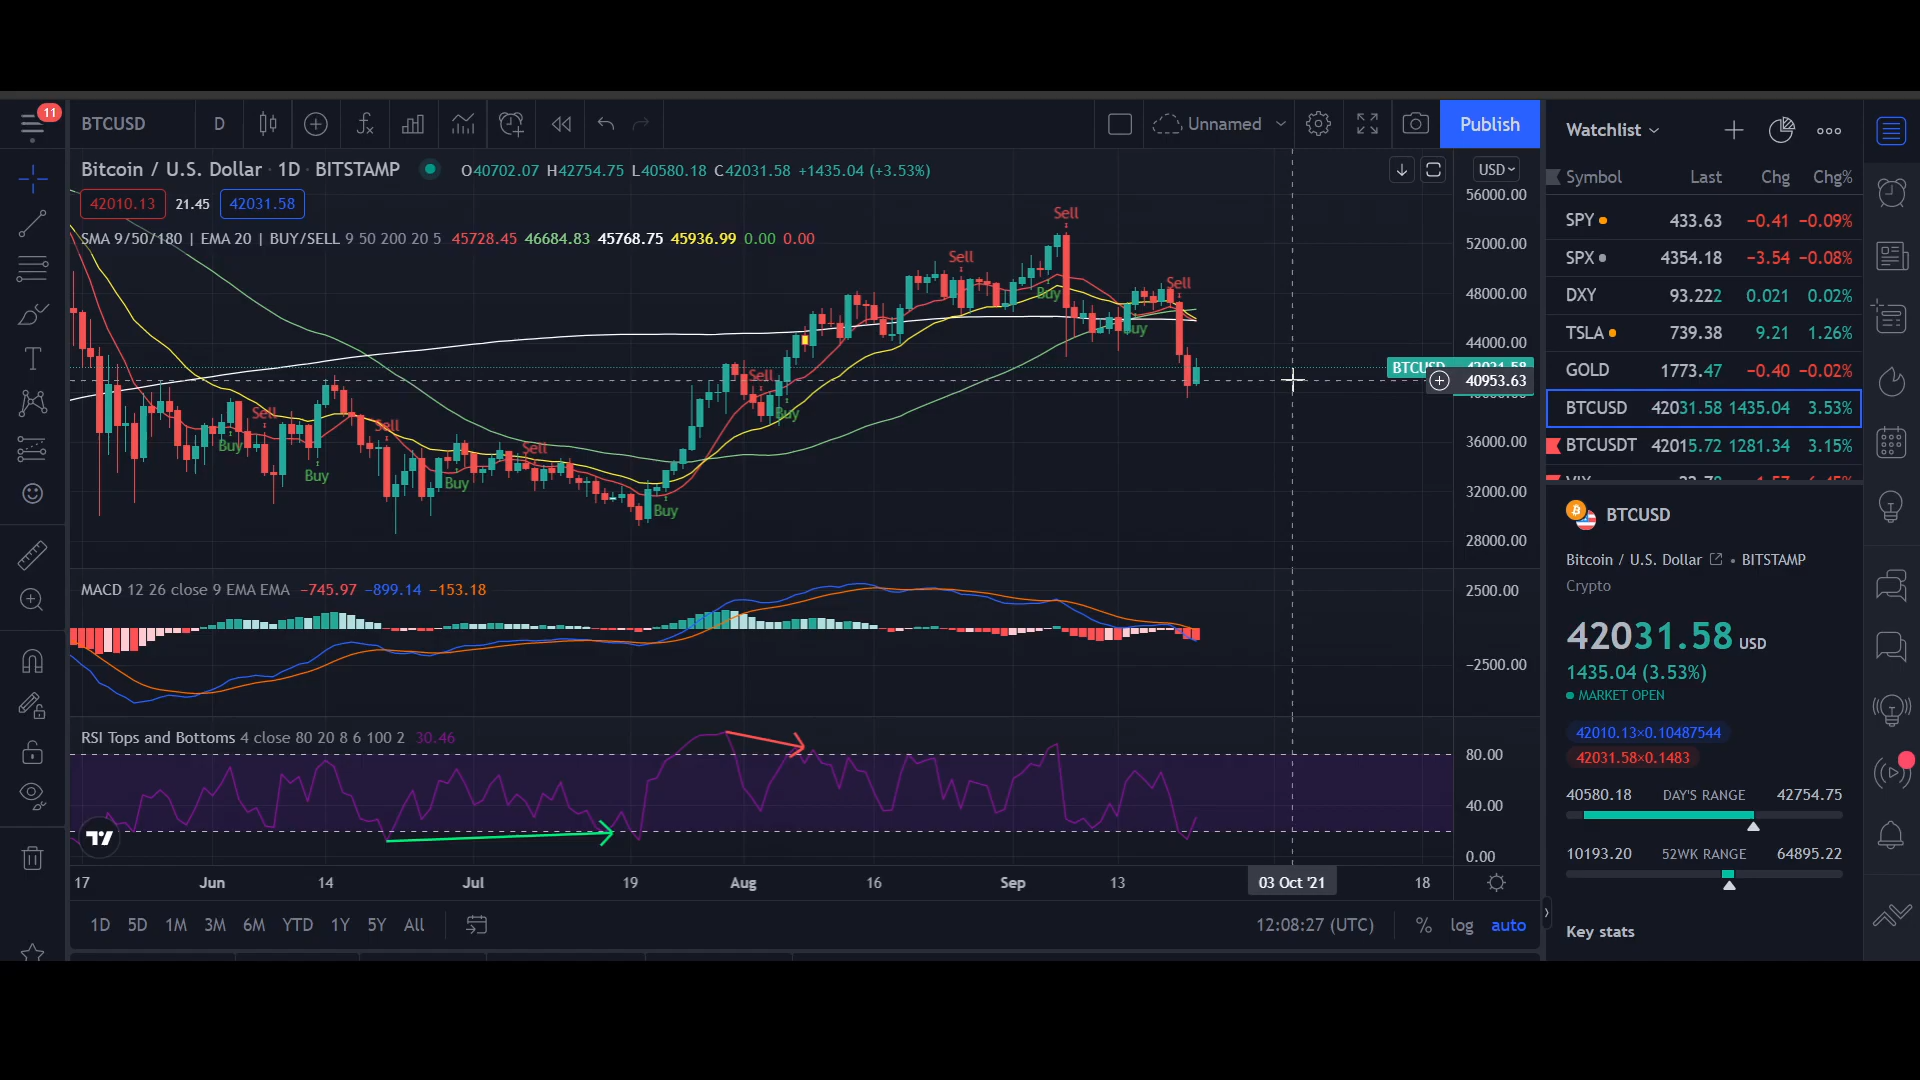 11
BTCUSD D Unnamed Publish
Bitcoin / U.S. Dollar · 1D · BITSTAMP O40702.07 H42754.75 L40580.18 C42031.58 +1435.04 (+3.53%)
42010.13 21.45 42031.58
SMA 9/50/180 | EMA 20 | BUY/SELL 9 50 200 20 5 45728.45 46684.83 45768.75 45936.99 0.00 0.00
USD
56000.00
52000.00
48000.00
44000.00
BTCUSD
40953.63
36000.00
32000.00
28000.00
Sell
Sell
Sell
Buy
Buy
Sell
Buy
Sell
Sell
Sell
Buy
Buy
Buy
Buy
MACD 12 26 close 9 EMA EMA −745.97 −899.14 −153.18
2500.00
−2500.00
RSI Tops and Bottoms 4 close 80 20 8 6 100 2 30.46
80.00
40.00
0.00
17 Jun 14 Jul 19 Aug 16 Sep 13 03 Oct '21 18
1D 5D 1M 3M 6M YTD 1Y 5Y All 12:08:27 (UTC) % log auto
Watchlist
Symbol Last Chg Chg%
SPY 433.63 −0.41 −0.09%
SPX 4354.18 −3.54 −0.08%
DXY 93.222 0.021 0.02%
TSLA 739.38 9.21 1.26%
GOLD 1773.47 −0.40 −0.02%
BTCUSD 42031.58 1435.04 3.53%
BTCUSDT 42015.72 1281.34 3.15%
BTCUSD
Bitcoin / U.S. Dollar • BITSTAMP
Crypto
42031.58 USD
1435.04 (3.53%)
MARKET OPEN
42010.13×0.10487544
42031.58×0.1483
40580.18 DAY'S RANGE 42754.75
10193.20 52WK RANGE 64895.22
Key stats